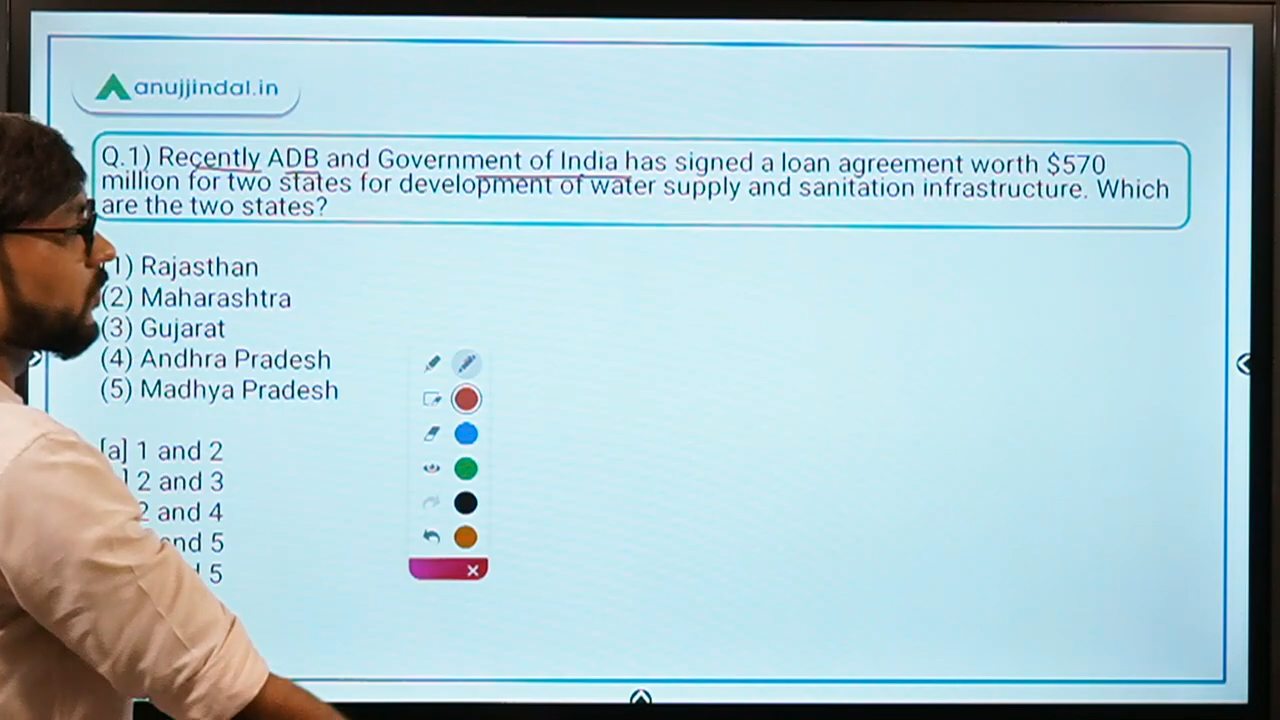 anujjindal.in
Q.1) Recently ADB and Government of India has signed a loan agreement worth $570
million for two states for development of water supply and sanitation infrastructure. Which
are the two states?
1) Rajasthan
(2) Maharashtra
(3) Gujarat
(4) Andhra Pradesh
(5) Madhya Pradesh
[a] 1 and 2
] 2 and 3
2 and 4
and 5
5